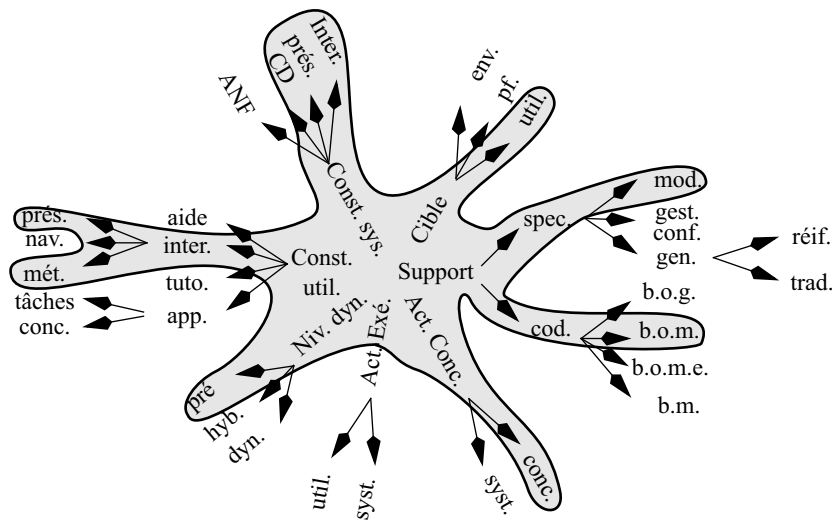 Inter.
prés.
CD
ANF
Const. sys.
env.
pf.
util.
Cible
mod.
spec.
gest.
conf.
gen.
réif.
trad.
prés.
nav.
mét.
aide
inter.
tuto.
app.
tâches
conc.
Const.
util.
Support
cod.
b.o.g.
b.o.m.
b.o.m.e.
b.m.
Niv. dyn.
pré
hyb.
dyn.
Act. Exé.
util.
syst.
Act. Conc.
syst.
conc.